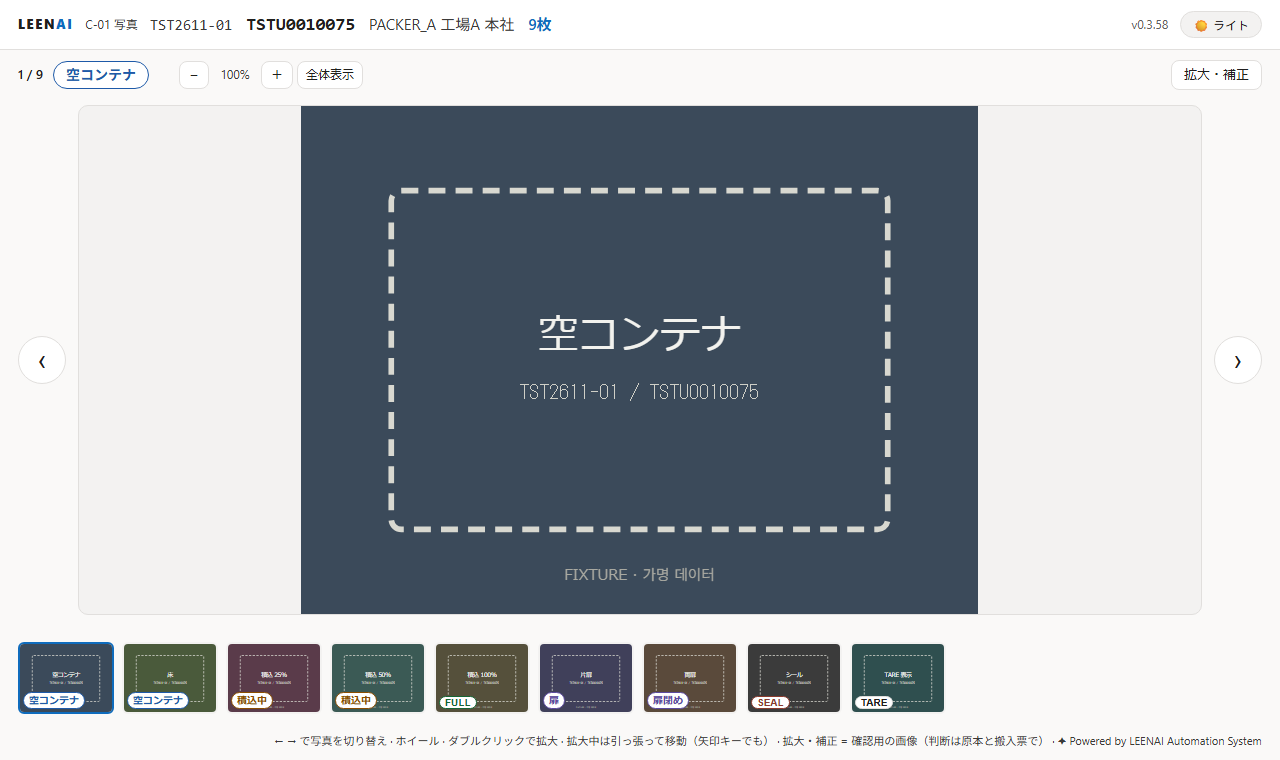 LEENAI C-01 写真 TST2611-01 TSTU0010075 PACKER_A 工場A 本社 9枚 v0.3.58 ライト
1 / 9 空コンテナ − 100% + 全体表示 拡大・補正
空コンテナ
TST2611-01 / TSTU0010075
FIXTURE · 가명 데이터
‹ ›
空コンテナ 床 積込 25% 積込 50% 積込 100% 片扉 両扉 シール TARE 表示
空コンテナ 空コンテナ 積込中 積込中 FULL 扉 扉閉め SEAL TARE
← → で写真を切り替え · ホイール · ダブルクリックで拡大 · 拡大中は引っ張って移動（矢印キーでも） · 拡大・補正 = 確認用の画像（判断は原本と搬入票で） · ✦ Powered by LEENAI Automation System